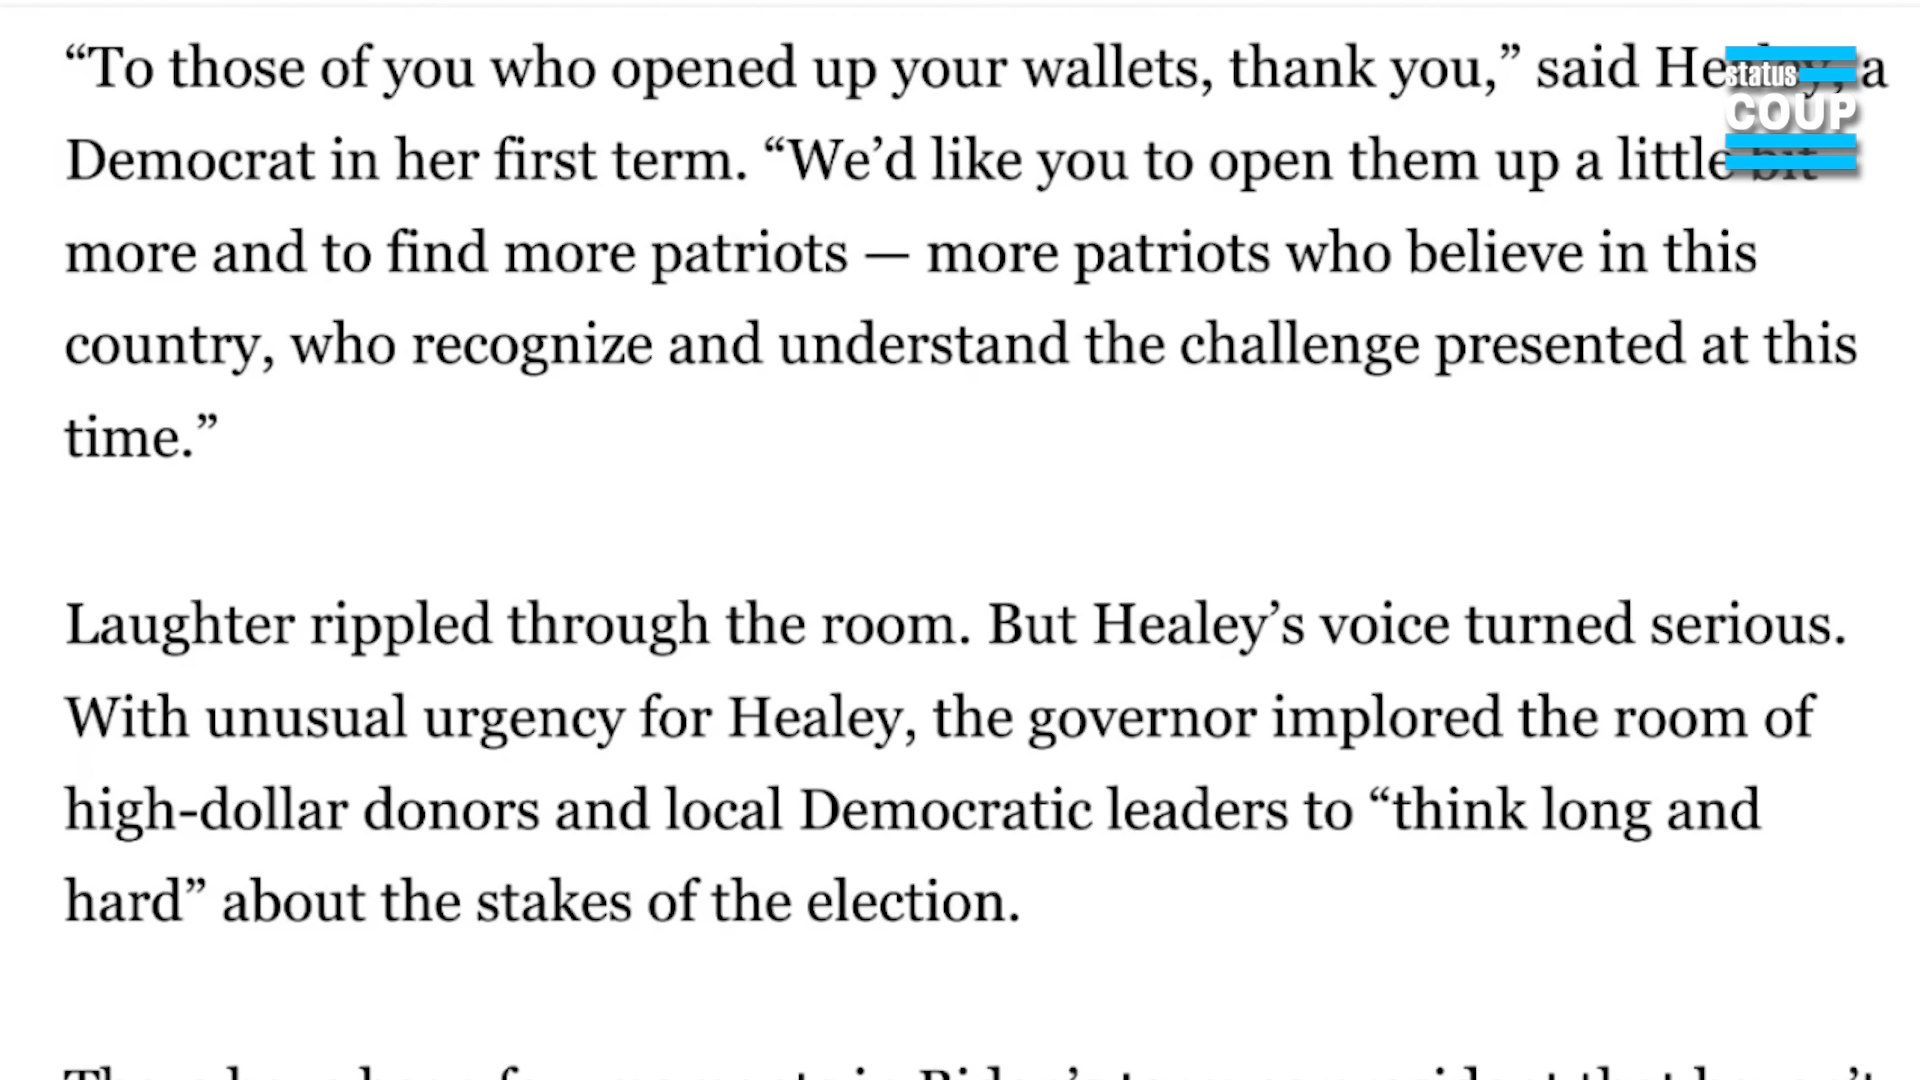 “To those of you who opened up your wallets, thank you,” said Healey, a
Democrat in her first term. “We’d like you to open them up a little bit
more and to find more patriots — more patriots who believe in this
country, who recognize and understand the challenge presented at this
time.”
Laughter rippled through the room. But Healey’s voice turned serious.
With unusual urgency for Healey, the governor implored the room of
high-dollar donors and local Democratic leaders to “think long and
hard” about the stakes of the election.
status
COUP